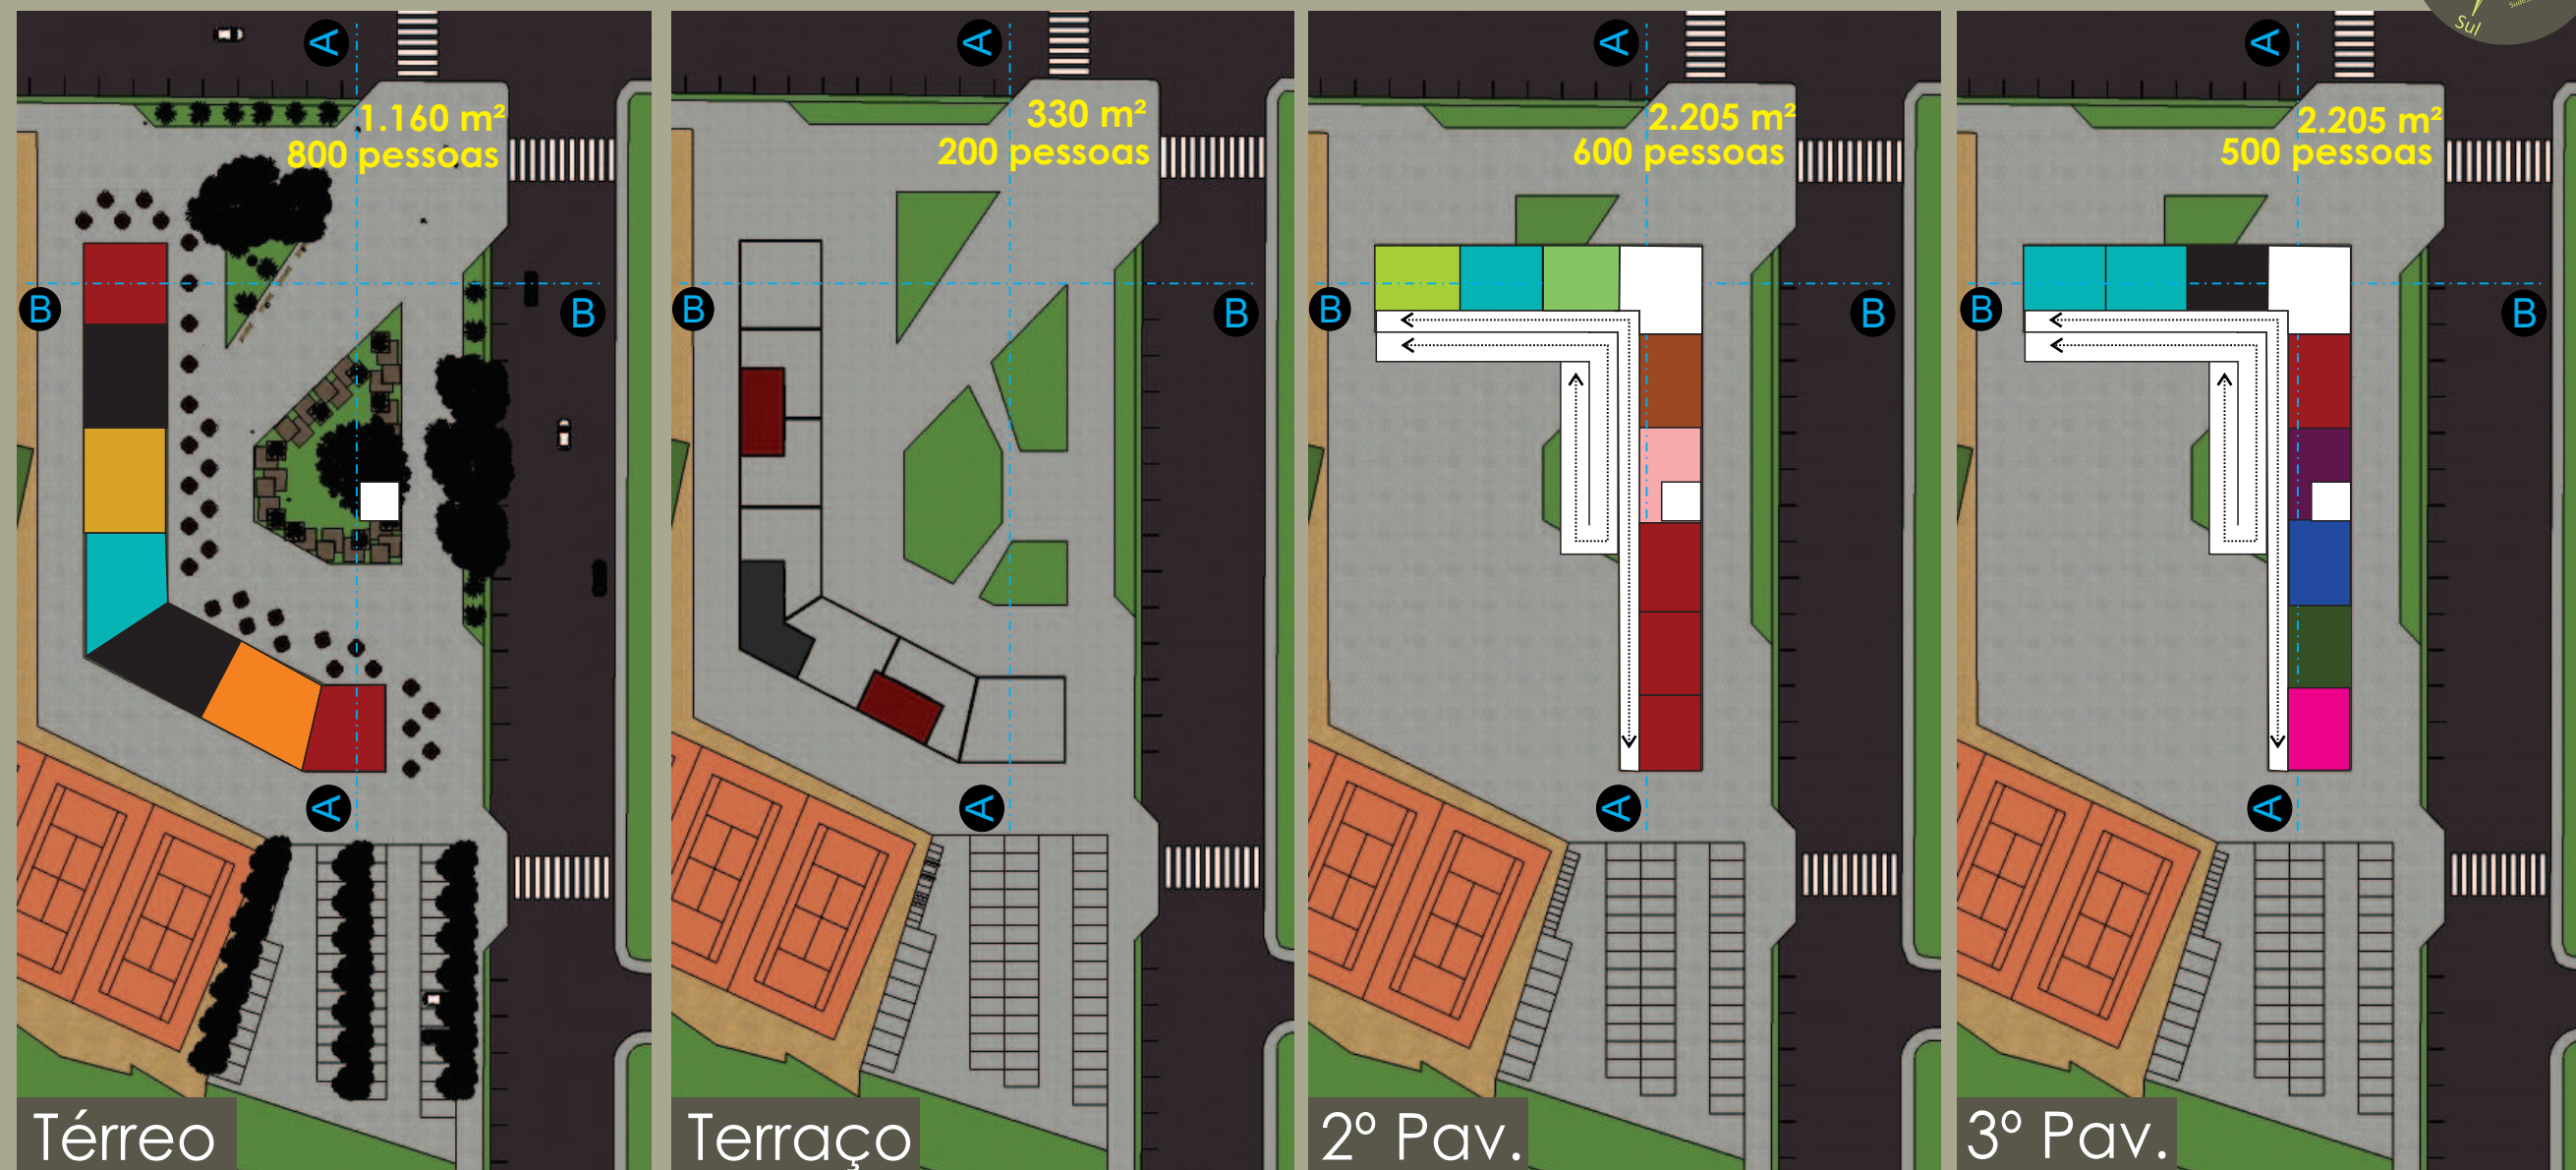 A
1.160 m²
800 pessoas
B
B
A
Térreo
A
330 m²
200 pessoas
B
B
A
Terraço
A
2.205 m²
600 pessoas
B
B
A
2º Pav.
Sul
A
2.205 m²
500 pessoas
B
B
A
3º Pav.